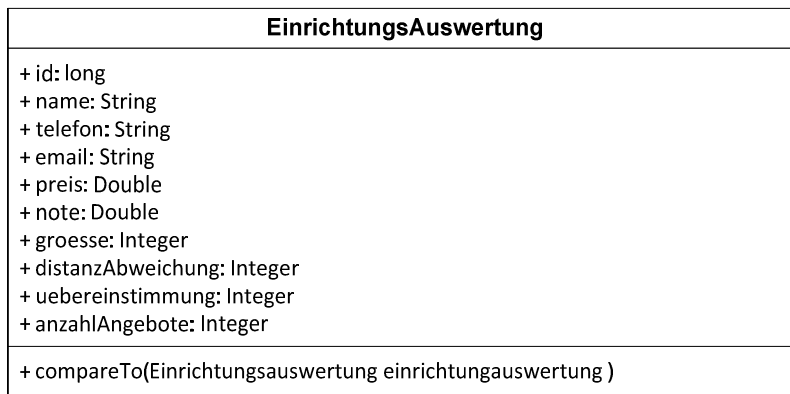 EinrichtungsAuswertung
+ id: long
+ name: String
+ telefon: String
+ email: String
+ preis: Double
+ note: Double
+ groesse: Integer
+ distanzAbweichung: Integer
+ uebereinstimmung: Integer
+ anzahlAngebote: Integer
+ compareTo(Einrichtungsauswertung einrichtungauswertung )